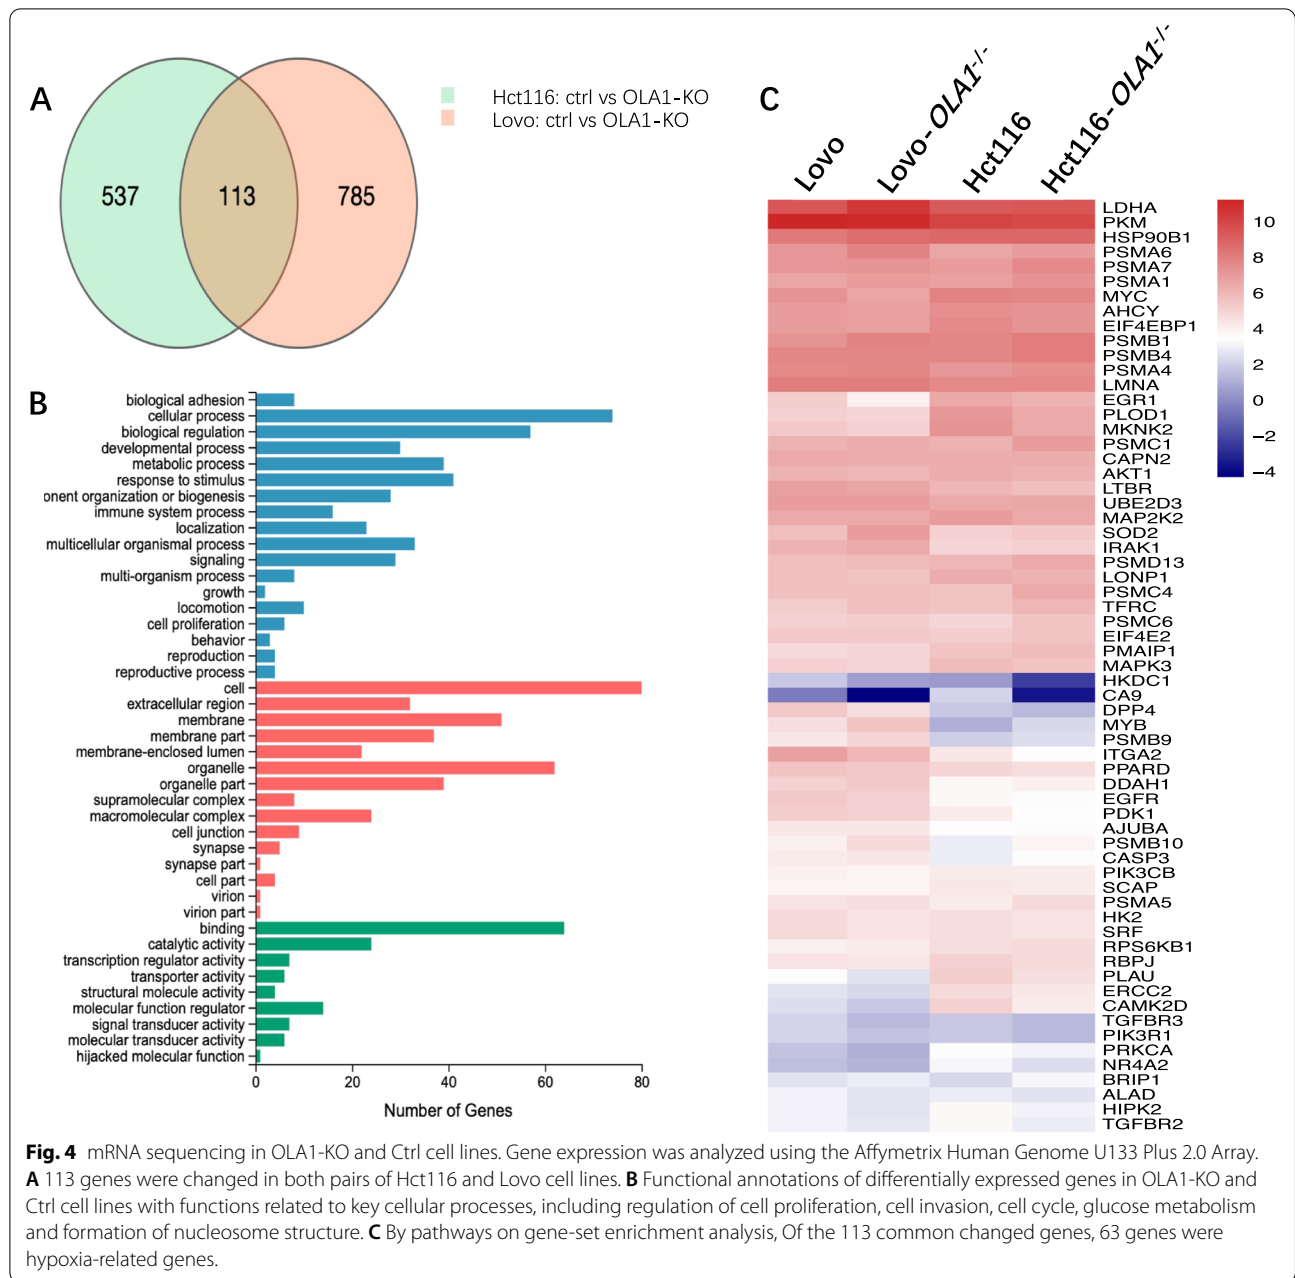 A
537
113
785
Hct116: ctrl vs OLA1-KO
Lovo: ctrl vs OLA1-KO
B
biological adhesion
cellular process
biological regulation
developmental process
metabolic process
response to stimulus
onent organization or biogenesis
immune system process
localization
multicellular organismal process
signaling
multi-organism process
growth
locomotion
cell proliferation
behavior
reproduction
reproductive process
cell
extracellular region
membrane
membrane part
membrane-enclosed lumen
organelle
organelle part
supramolecular complex
macromolecular complex
cell junction
synapse
synapse part
cell part
virion
virion part
binding
catalytic activity
transcription regulator activity
transporter activity
structural molecule activity
molecular function regulator
signal transducer activity
molecular transducer activity
hijacked molecular function
0 20 40 60 80
Number of Genes
C
Lovo
Lovo-OLA1-/-
Hct116
Hct116-OLA1-/-
LDHA
PKM
HSP90B1
PSMA6
PSMA7
PSMA1
MYC
AHCY
EIF4EBP1
PSMB1
PSMB4
PSMA4
LMNA
EGR1
PLOD1
MKNK2
PSMC1
CAPN2
AKT1
LTBR
UBE2D3
MAP2K2
SOD2
IRAK1
PSMD13
LONP1
PSMC4
TFRC
PSMC6
EIF4E2
PMAIP1
MAPK3
HKDC1
CA9
DPP4
MYB
PSMB9
ITGA2
PPARD
DDAH1
EGFR
PDK1
AJUBA
PSMB10
CASP3
PIK3CB
SCAP
PSMA5
HK2
SRF
RPS6KB1
RBPJ
PLAU
ERCC2
CAMK2D
TGFBR3
PIK3R1
PRKCA
NR4A2
BRIP1
ALAD
HIPK2
TGFBR2
10
8
6
4
2
0
−2
−4
Fig. 4 mRNA sequencing in OLA1-KO and Ctrl cell lines. Gene expression was analyzed using the Affymetrix Human Genome U133 Plus 2.0 Array.
A 113 genes were changed in both pairs of Hct116 and Lovo cell lines. B Functional annotations of differentially expressed genes in OLA1-KO and
Ctrl cell lines with functions related to key cellular processes, including regulation of cell proliferation, cell invasion, cell cycle, glucose metabolism
and formation of nucleosome structure. C By pathways on gene-set enrichment analysis, Of the 113 common changed genes, 63 genes were
hypoxia-related genes.